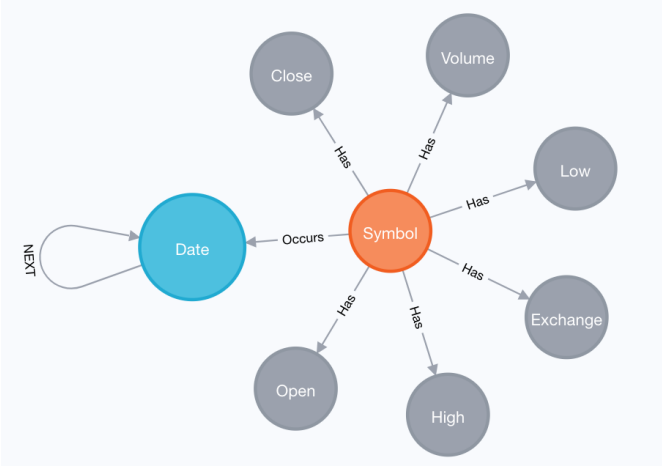 Volume
Close
Has
Has
Low
Has
Symbol
Occurs
Date
NEXT
Has
Exchange
Has
Has
Open
High